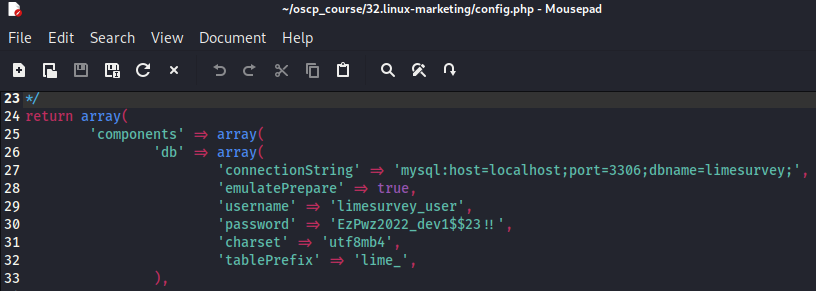 ~/oscp_course/32.linux-marketing/config.php - Mousepad
File Edit Search View Document Help
23 */
24 return array(
25         'components' => array(
26                 'db' => array(
27                         'connectionString' => 'mysql:host=localhost;port=3306;dbname=limesurvey;',
28                         'emulatePrepare' => true,
29                         'username' => 'limesurvey_user',
30                         'password' => 'EzPwz2022_dev1$$23!!',
31                         'charset' => 'utf8mb4',
32                         'tablePrefix' => 'lime_',
33                 ),